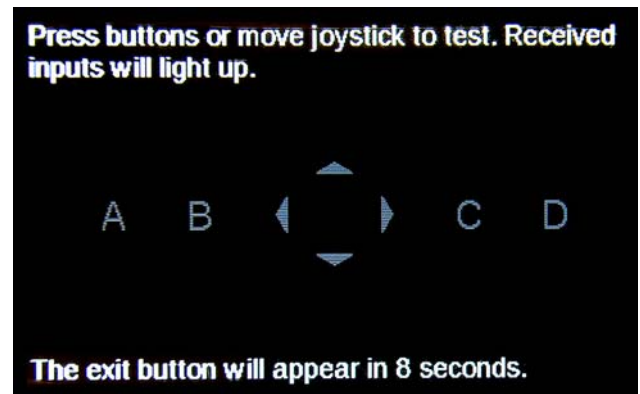 Press buttons or move joystick to test. Received
inputs will light up.
A B C D
The exit button will appear in 8 seconds.